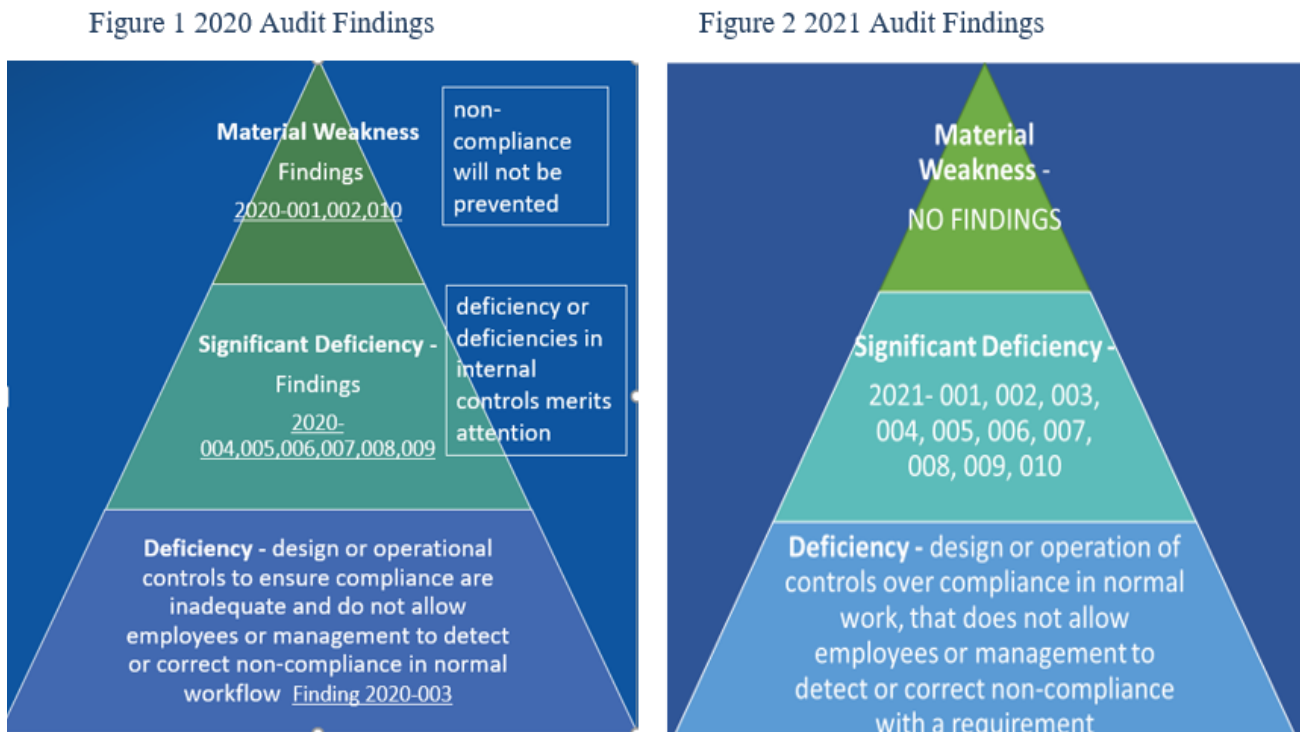 Figure 1 2020 Audit Findings
Material Weakness
Findings
2020-001,002,010
non-
compliance
will not be
prevented
Significant Deficiency -
Findings
2020-
004,005,006,007,008,009
deficiency or
deficiencies in
internal
controls merits
attention
Deficiency - design or operational
controls to ensure compliance are
inadequate and do not allow
employees or management to detect
or correct non-compliance in normal
workflow Finding 2020-003
Figure 2 2021 Audit Findings
Material
Weakness -
NO FINDINGS
Significant Deficiency -
2021- 001, 002, 003,
004, 005, 006, 007,
008, 009, 010
Deficiency - design or operation of
controls over compliance in normal
work, that does not allow
employees or management to
detect or correct non-compliance
with a requirement